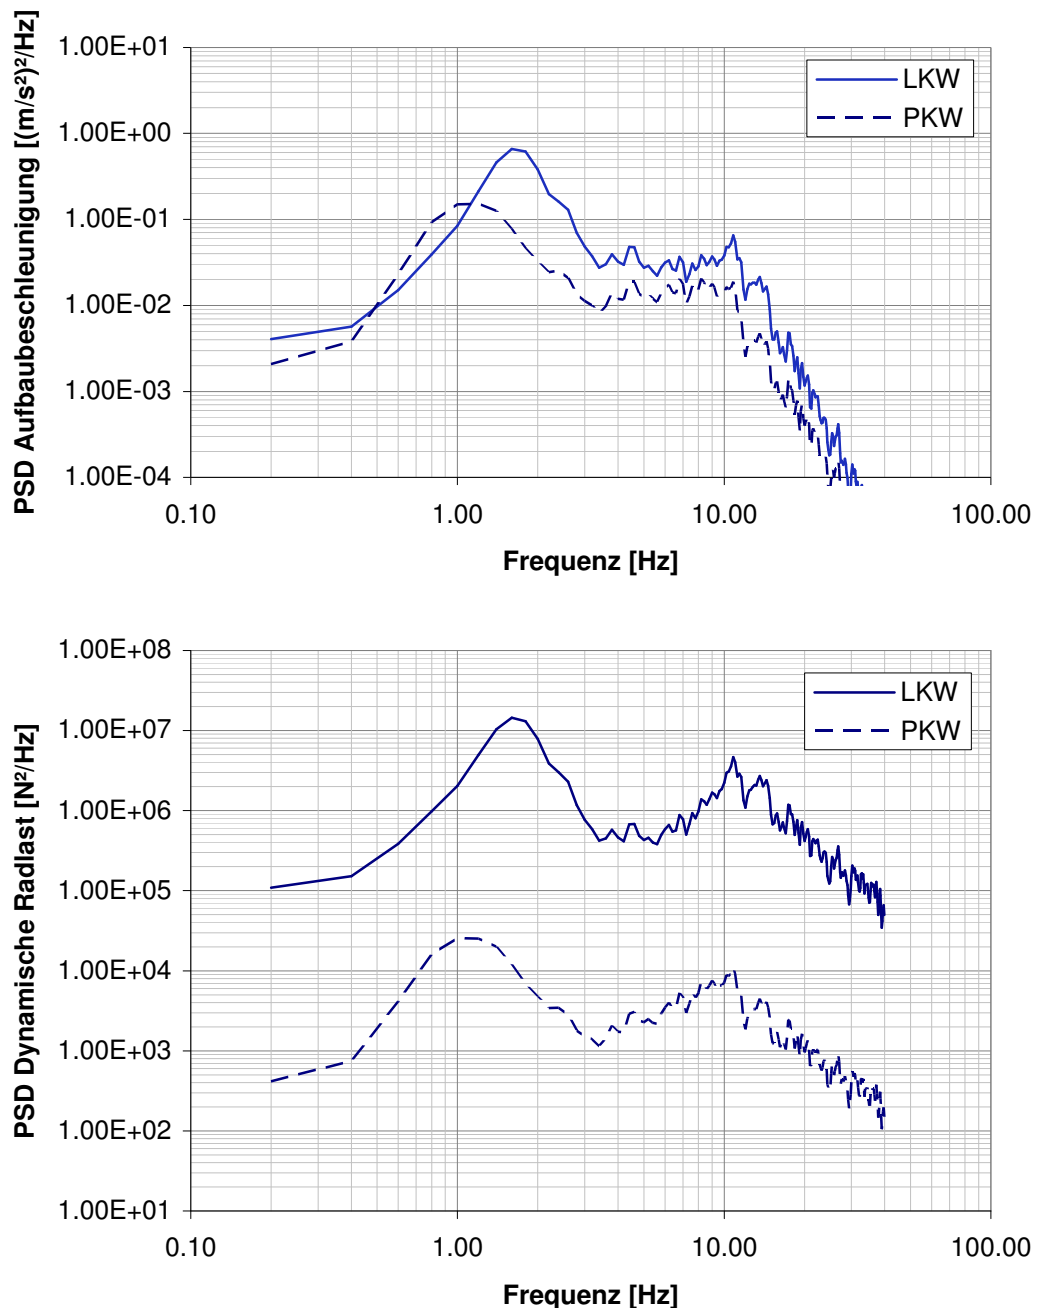 PSD Aufbaubeschleunigung [(m/s²)²/Hz]
1.00E+01
1.00E+00
1.00E-01
1.00E-02
1.00E-03
1.00E-04
LKW
PKW
0.10 1.00 10.00 100.00
Frequenz [Hz]
PSD Dynamische Radlast [N²/Hz]
1.00E+08
1.00E+07
1.00E+06
1.00E+05
1.00E+04
1.00E+03
1.00E+02
1.00E+01
LKW
PKW
0.10 1.00 10.00 100.00
Frequenz [Hz]